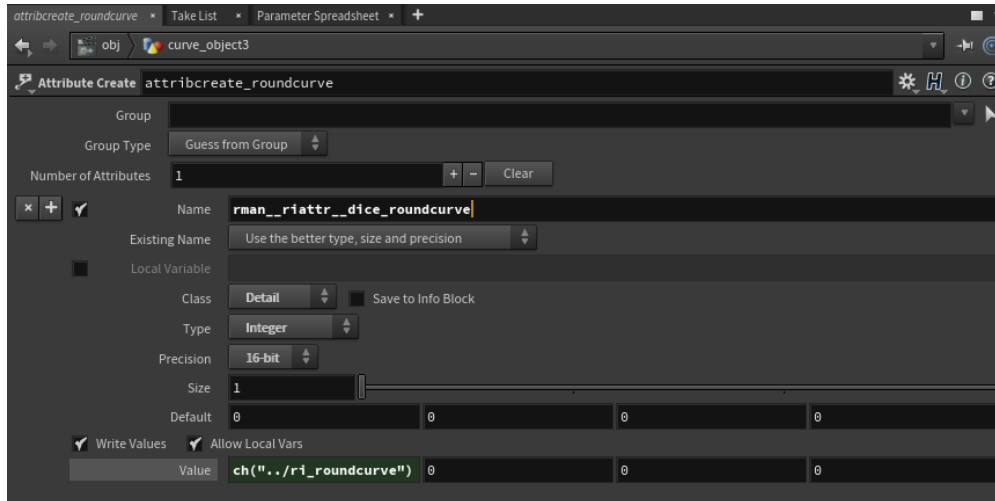 attribcreate_roundcurve × Take List × Parameter Spreadsheet × +
obj curve_object3
Attribute Create attribcreate_roundcurve
Group
Group Type Guess from Group
Number of Attributes 1 + - Clear
× + Name rman__riattr__dice_roundcurve
Existing Name Use the better type, size and precision
Local Variable
Class Detail Save to Info Block
Type Integer
Precision 16-bit
Size 1
Default 0 0 0 0
Write Values Allow Local Vars
Value ch("../ri_roundcurve") 0 0 0